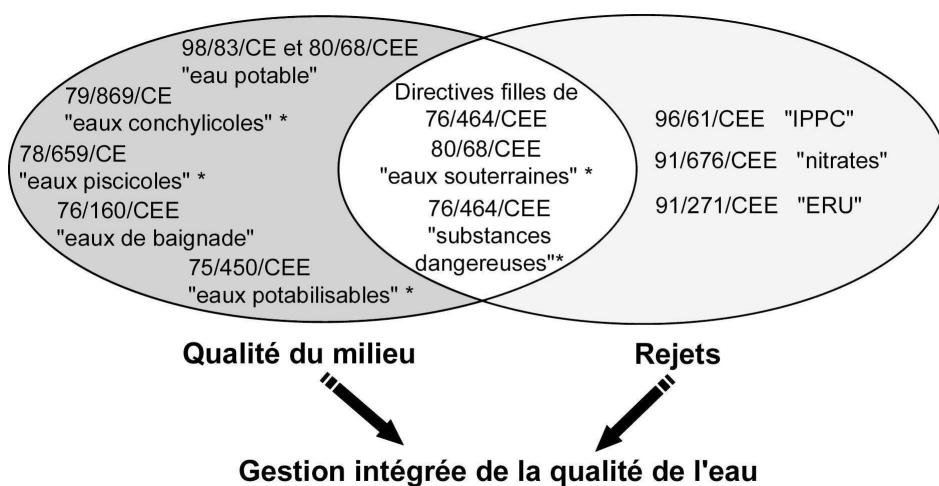 98/83/CE et 80/68/CEE
"eau potable"
79/869/CE
"eaux conchylicoles" *
78/659/CE
"eaux piscicoles" *
76/160/CEE
"eaux de baignade"
75/450/CEE
"eaux potabilisables" *
Directives filles de
76/464/CEE
80/68/CEE
"eaux souterraines" *
76/464/CEE
"substances
dangereuses"*
96/61/CEE "IPPC"
91/676/CEE "nitrates"
91/271/CEE "ERU"
Qualité du milieu
Rejets
Gestion intégrée de la qualité de l'eau